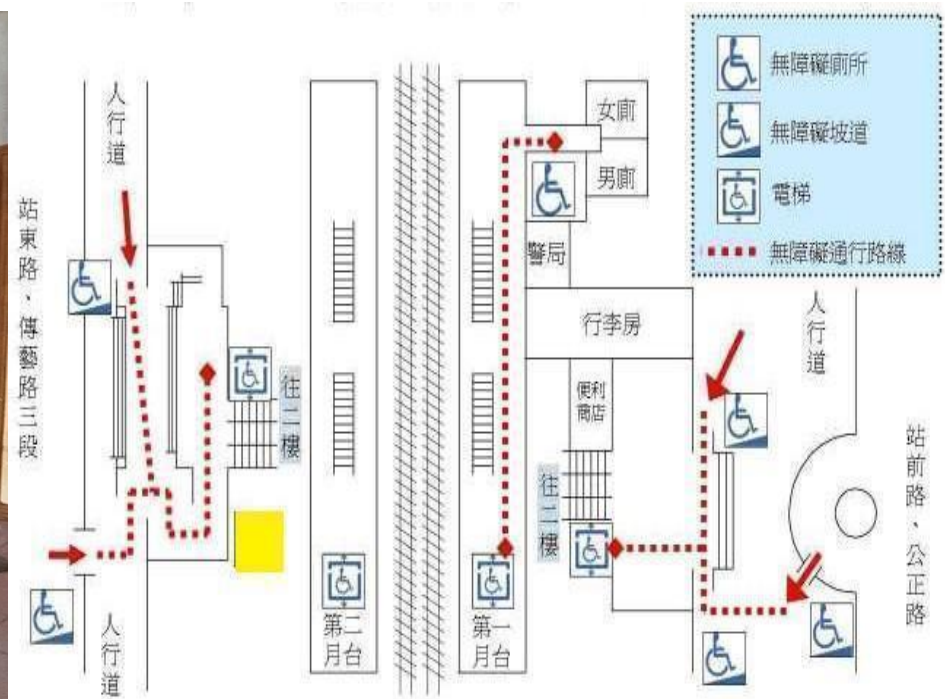 無障礙廁所
無障礙坡道
電梯
無障礙通行路線
人行道
站東路、傳藝路三段
往二樓
人行道
第二月台
第一月台
女廁
男廁
警局
行李房
便利商店
往二樓
人行道
站前路、公正路